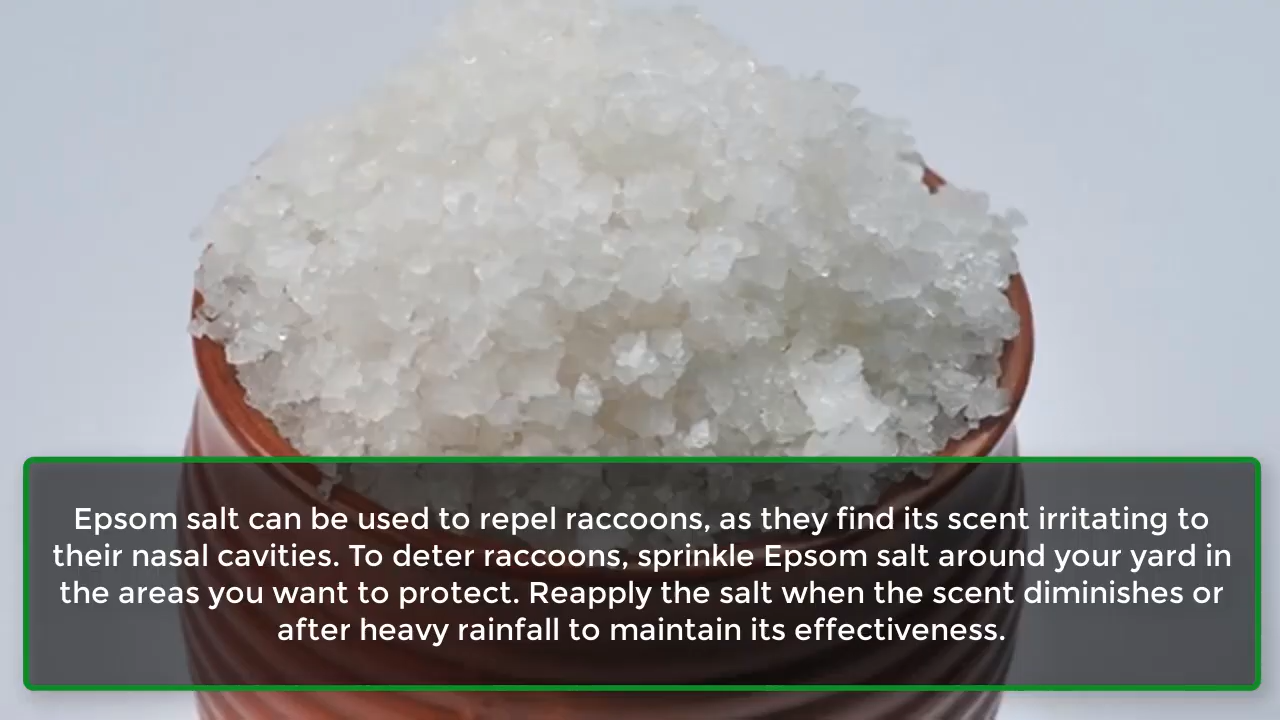 Epsom salt can be used to repel raccoons, as they find its scent irritating to
their nasal cavities. To deter raccoons, sprinkle Epsom salt around your yard in
the areas you want to protect. Reapply the salt when the scent diminishes or
after heavy rainfall to maintain its effectiveness.